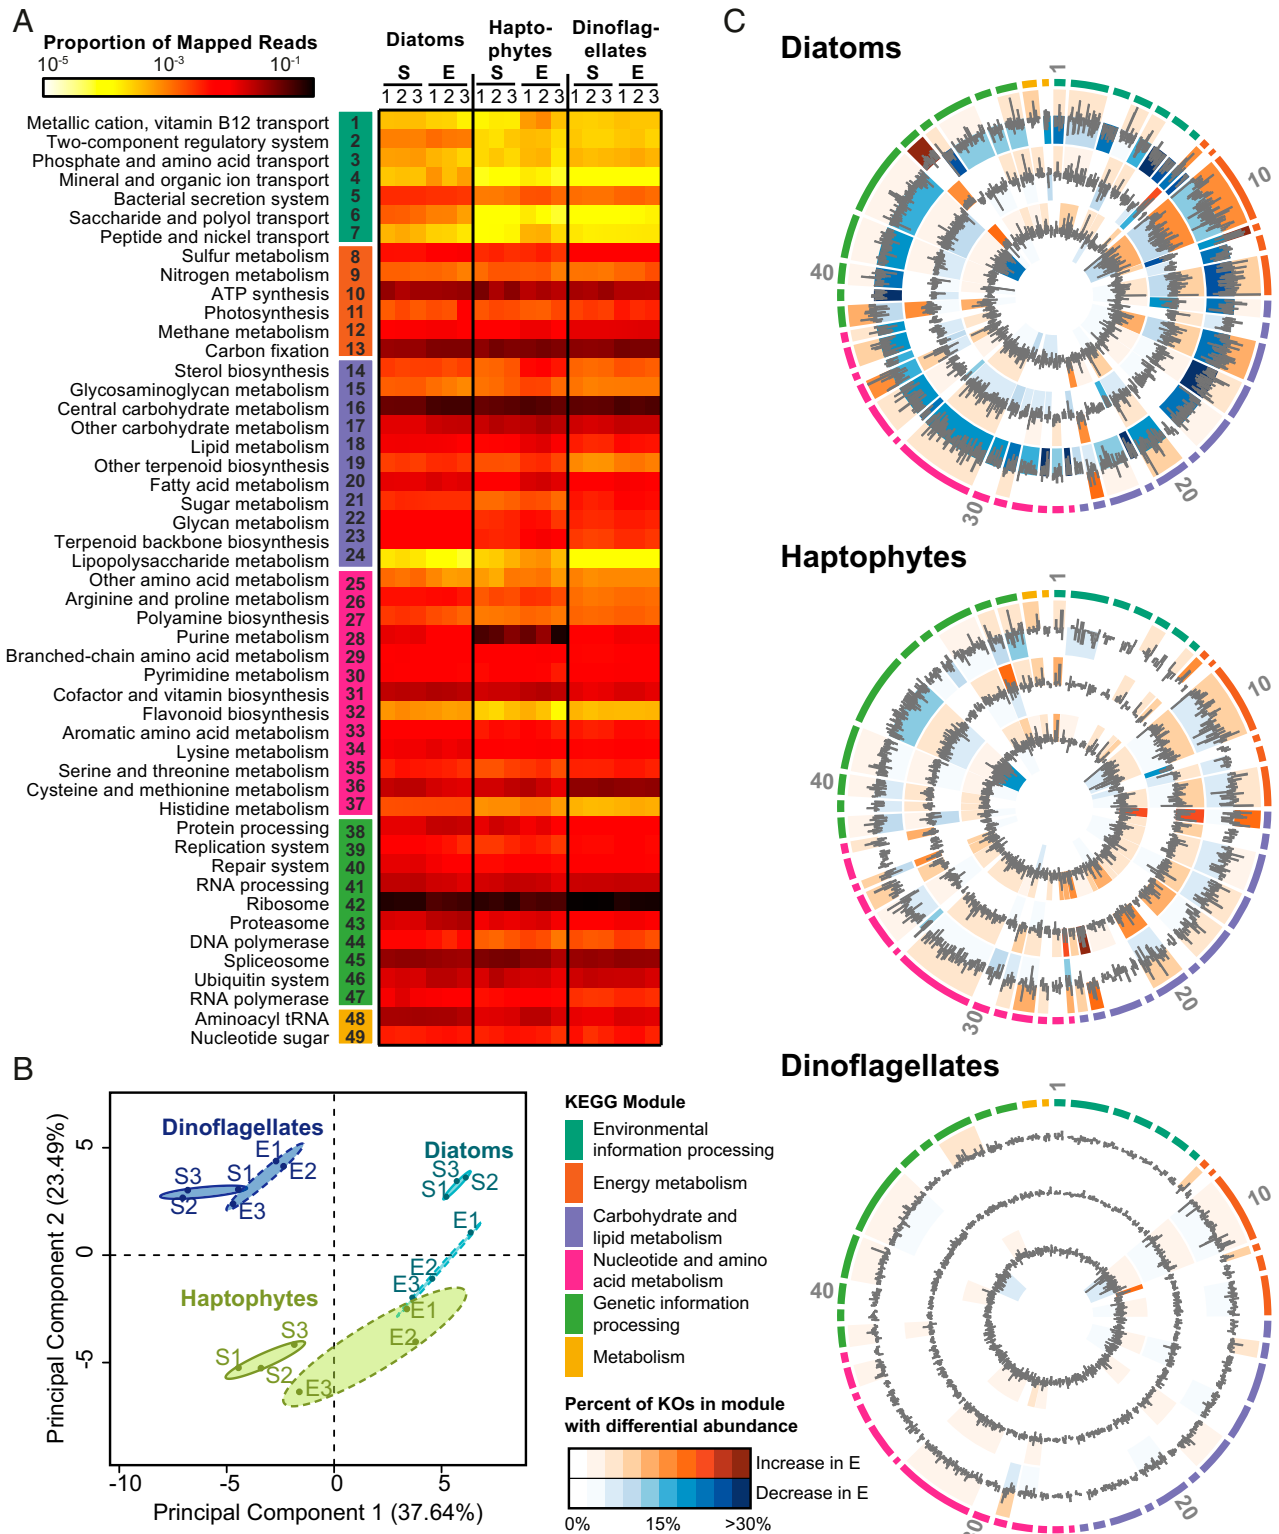 A
Proportion of Mapped Reads
10-5 10-3 10-1
Diatoms
Hapto-
phytes
Dinoflag-
ellates
S E S E S E
1 2 3 1 2 3 1 2 3 1 2 3 1 2 3 1 2 3
Metallic cation, vitamin B12 transport 1
Two-component regulatory system 2
Phosphate and amino acid transport 3
Mineral and organic ion transport 4
Bacterial secretion system 5
Saccharide and polyol transport 6
Peptide and nickel transport 7
Sulfur metabolism 8
Nitrogen metabolism 9
ATP synthesis 10
Photosynthesis 11
Methane metabolism 12
Carbon fixation 13
Sterol biosynthesis 14
Glycosaminoglycan metabolism 15
Central carbohydrate metabolism 16
Other carbohydrate metabolism 17
Lipid metabolism 18
Other terpenoid biosynthesis 19
Fatty acid metabolism 20
Sugar metabolism 21
Glycan metabolism 22
Terpenoid backbone biosynthesis 23
Lipopolysaccharide metabolism 24
Other amino acid metabolism 25
Arginine and proline metabolism 26
Polyamine biosynthesis 27
Purine metabolism 28
Branched-chain amino acid metabolism 29
Pyrimidine metabolism 30
Cofactor and vitamin biosynthesis 31
Flavonoid biosynthesis 32
Aromatic amino acid metabolism 33
Lysine metabolism 34
Serine and threonine metabolism 35
Cysteine and methionine metabolism 36
Histidine metabolism 37
Protein processing 38
Replication system 39
Repair system 40
RNA processing 41
Ribosome 42
Proteasome 43
DNA polymerase 44
Spliceosome 45
Ubiquitin system 46
RNA polymerase 47
Aminoacyl tRNA 48
Nucleotide sugar 49
B
Principal Component 2 (23.49%)
5
0
-5
Dinoflagellates
E1
E2
S3
S1
S2
E3
Diatoms
S3
S2
S1
E1
E2
E3
Haptophytes
E1
E2
S3
S1
S2
E3
-10 -5 0 5
Principal Component 1 (37.64%)
KEGG Module
Environmental
information processing
Energy metabolism
Carbohydrate and
lipid metabolism
Nucleotide and amino
acid metabolism
Genetic information
processing
Metabolism
Percent of KOs in module
with differential abundance
Increase in E
Decrease in E
0% 15% >30%
C
Diatoms
1
10
20
30
40
Haptophytes
1
10
20
30
40
Dinoflagellates
1
10
20
40